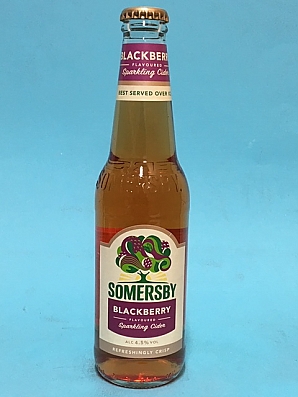 BLACKBERRY
FLAVOURED
Sparkling Cider
BEST SERVED OVER
SOMERSBY
BLACKBERRY
FLAVOURED
Sparkling Cider
ALC 4.5% VOL
REFRESHINGLY CRISP